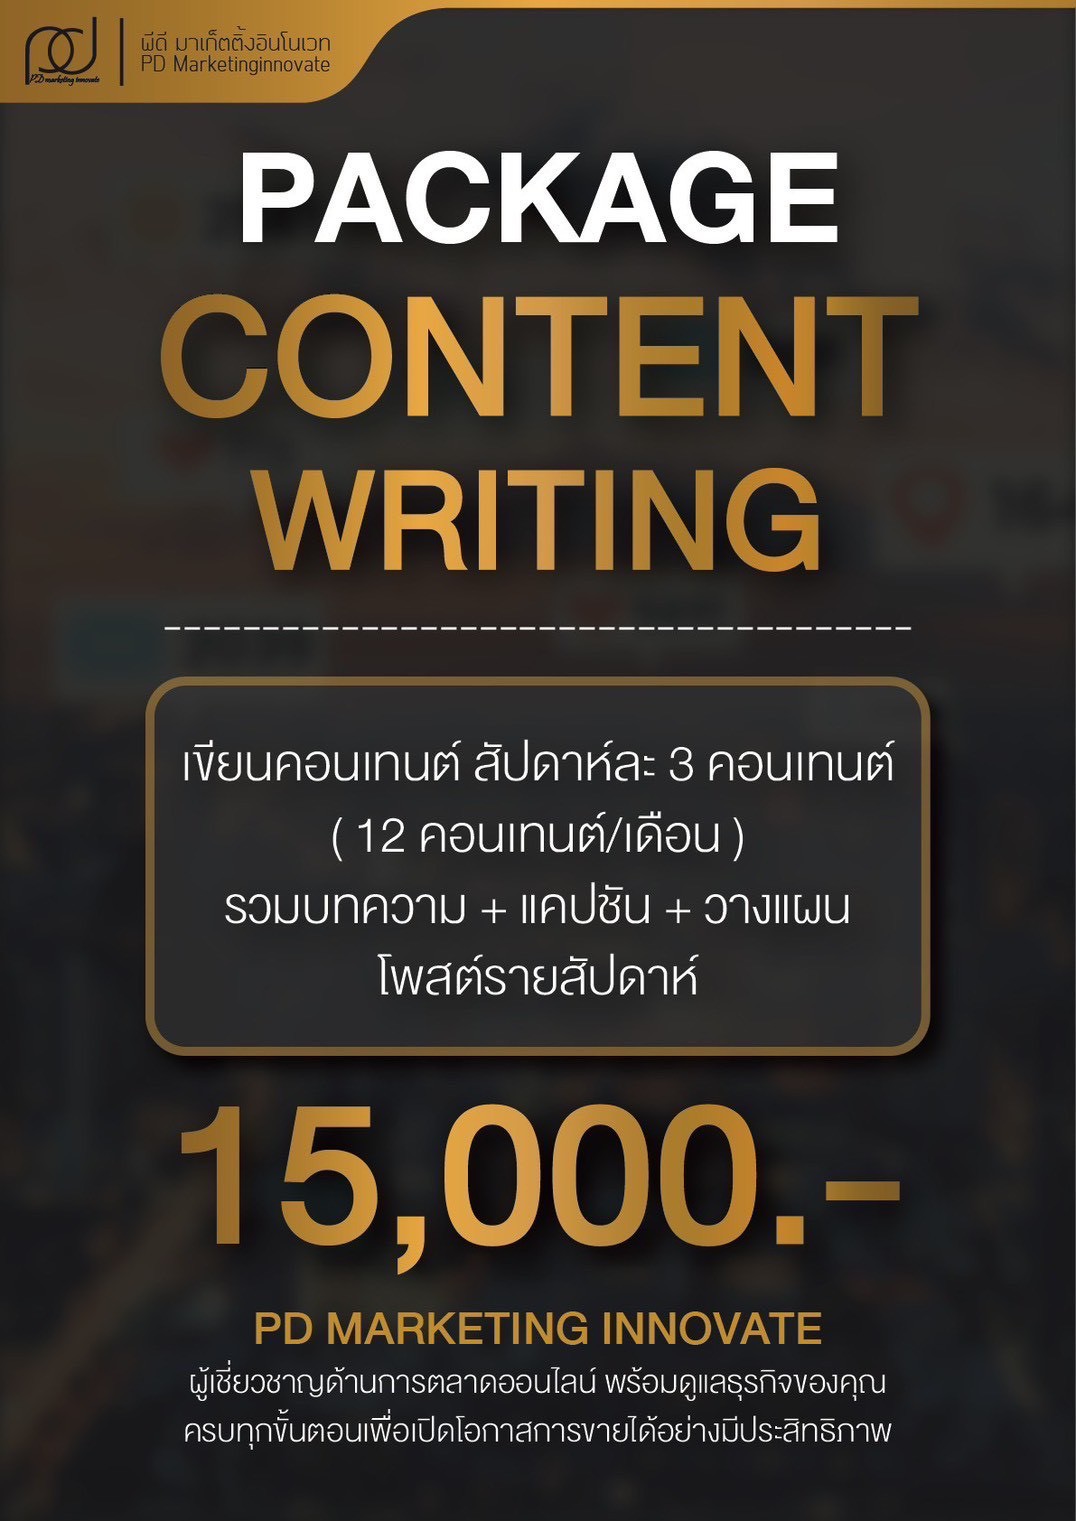 PD marketing innovate
พีดี มาเก็ตติ้งอินโนเวท
PD Marketinginnovate
PACKAGE
CONTENT
WRITING
เขียนคอนเทนต์ สัปดาห์ละ 3 คอนเทนต์
( 12 คอนเทนต์/เดือน )
รวมบทความ + แคปชัน + วางแผน
โพสต์รายสัปดาห์
15,000.-
PD MARKETING INNOVATE
ผู้เชี่ยวชาญด้านการตลาดออนไลน์ พร้อมดูแลธุรกิจของคุณ
ครบทุกขั้นตอนเพื่อเปิดโอกาสการขายได้อย่างมีประสิทธิภาพ